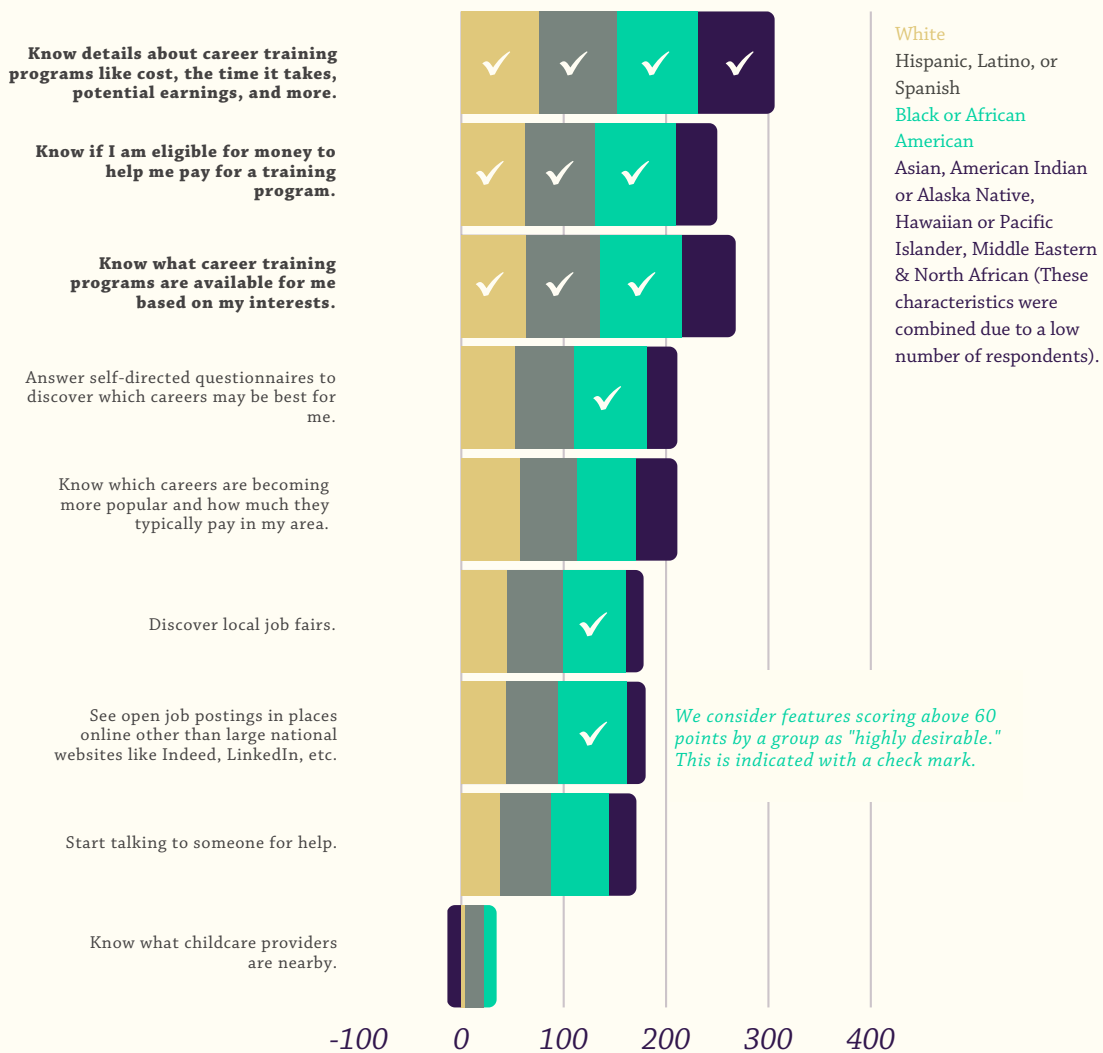 Know details about career training
programs like cost, the time it takes,
potential earnings, and more.
Know if I am eligible for money to
help me pay for a training
program.
Know what career training
programs are available for me
based on my interests.
Answer self-directed questionnaires to
discover which careers may be best for
me.
Know which careers are becoming
more popular and how much they
typically pay in my area.
Discover local job fairs.
See open job postings in places
online other than large national
websites like Indeed, LinkedIn, etc.
Start talking to someone for help.
Know what childcare providers
are nearby.
White
Hispanic, Latino, or
Spanish
Black or African
American
Asian, American Indian
or Alaska Native,
Hawaiian or Pacific
Islander, Middle Eastern
& North African (These
characteristics were
combined due to a low
number of respondents).
We consider features scoring above 60
points by a group as "highly desirable."
This is indicated with a check mark.
-100 0 100 200 300 400